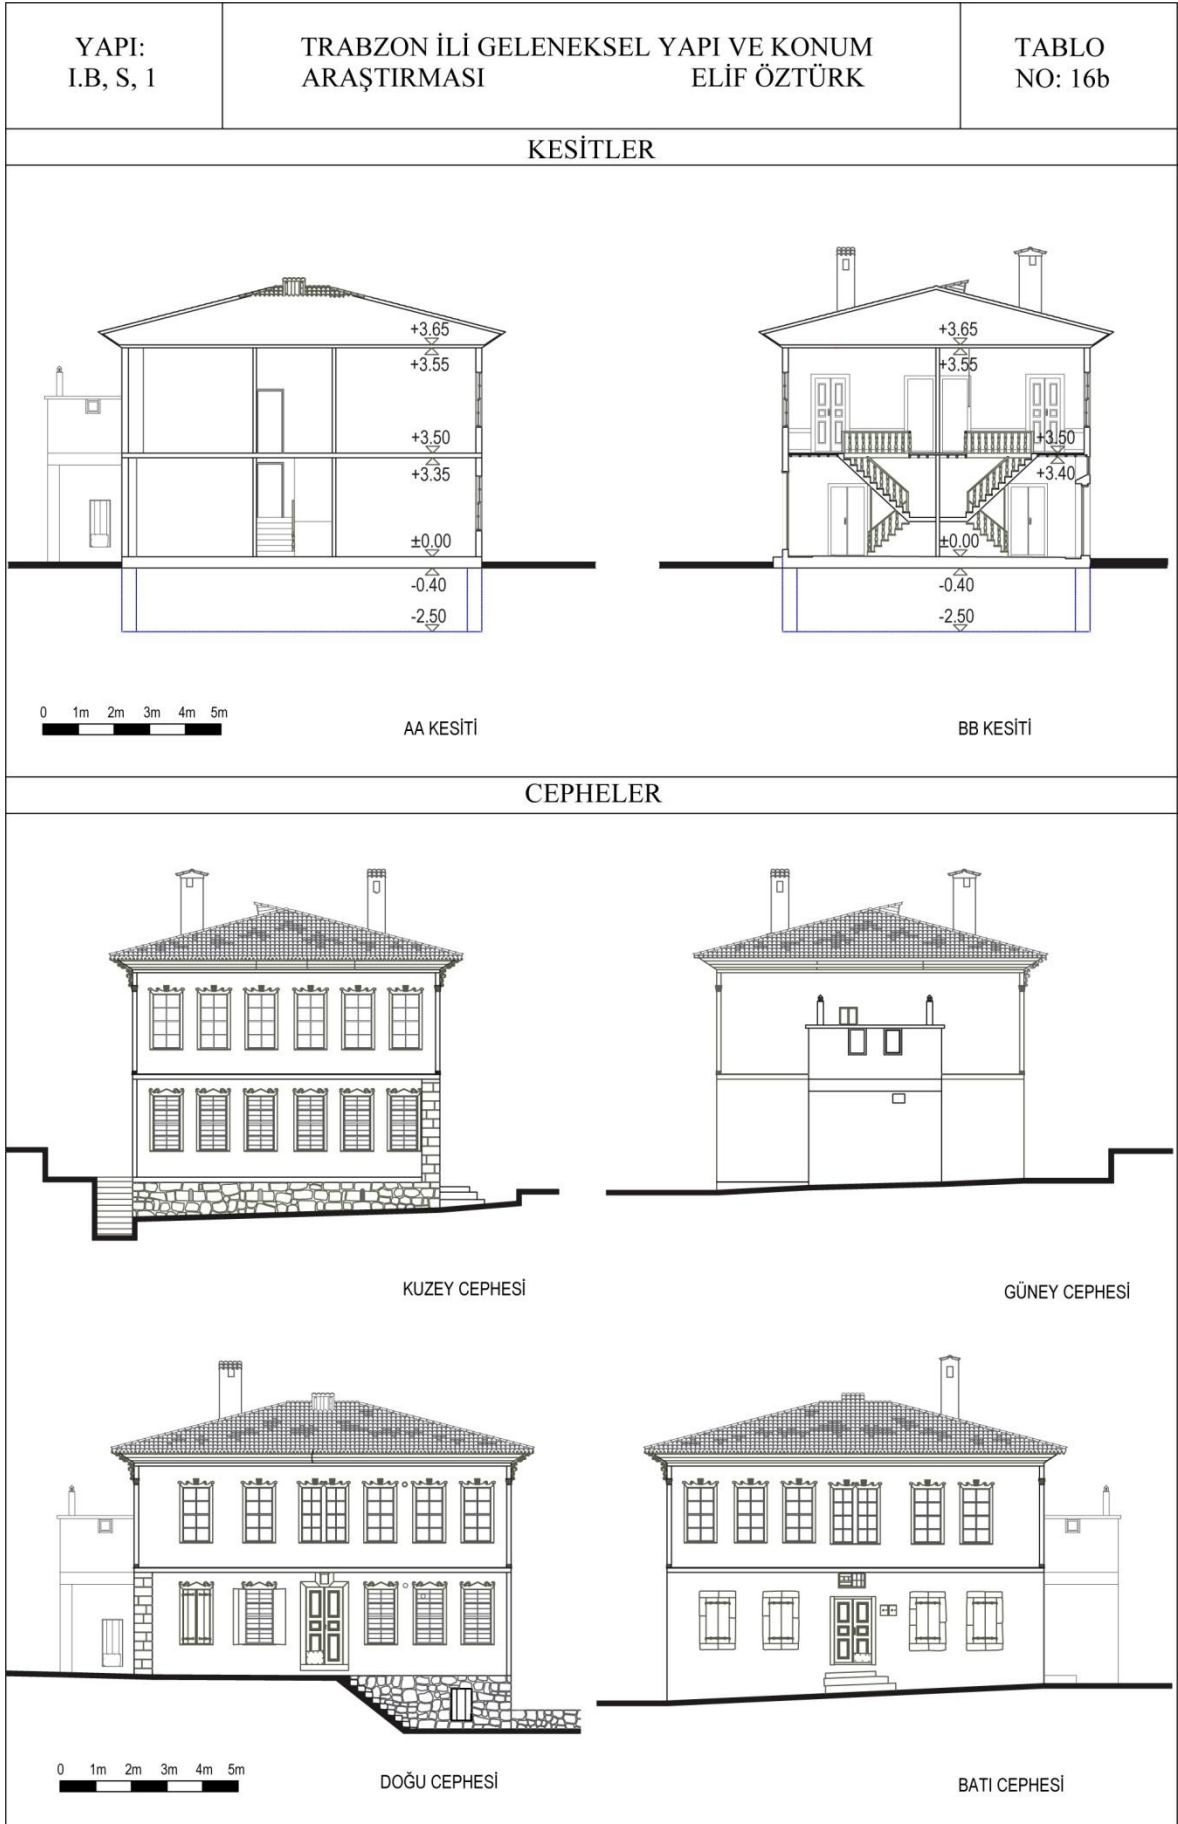 YAPI:
I.B, S, 1
TRABZON İLİ GELENEKSEL YAPI VE KONUM
ARAŞTIRMASI ELİF ÖZTÜRK
TABLO
NO: 16b
KESİTLER
+3.65
+3.55
+3.50
+3.35
±0.00
-0.40
-2.50
+3.65
+3.55
+3.50
+3.40
±0.00
-0.40
-2.50
0 1m 2m 3m 4m 5m
AA KESİTİ
BB KESİTİ
CEPHELER
KUZEY CEPHESİ
GÜNEY CEPHESİ
0 1m 2m 3m 4m 5m
DOĞU CEPHESİ
BATI CEPHESİ